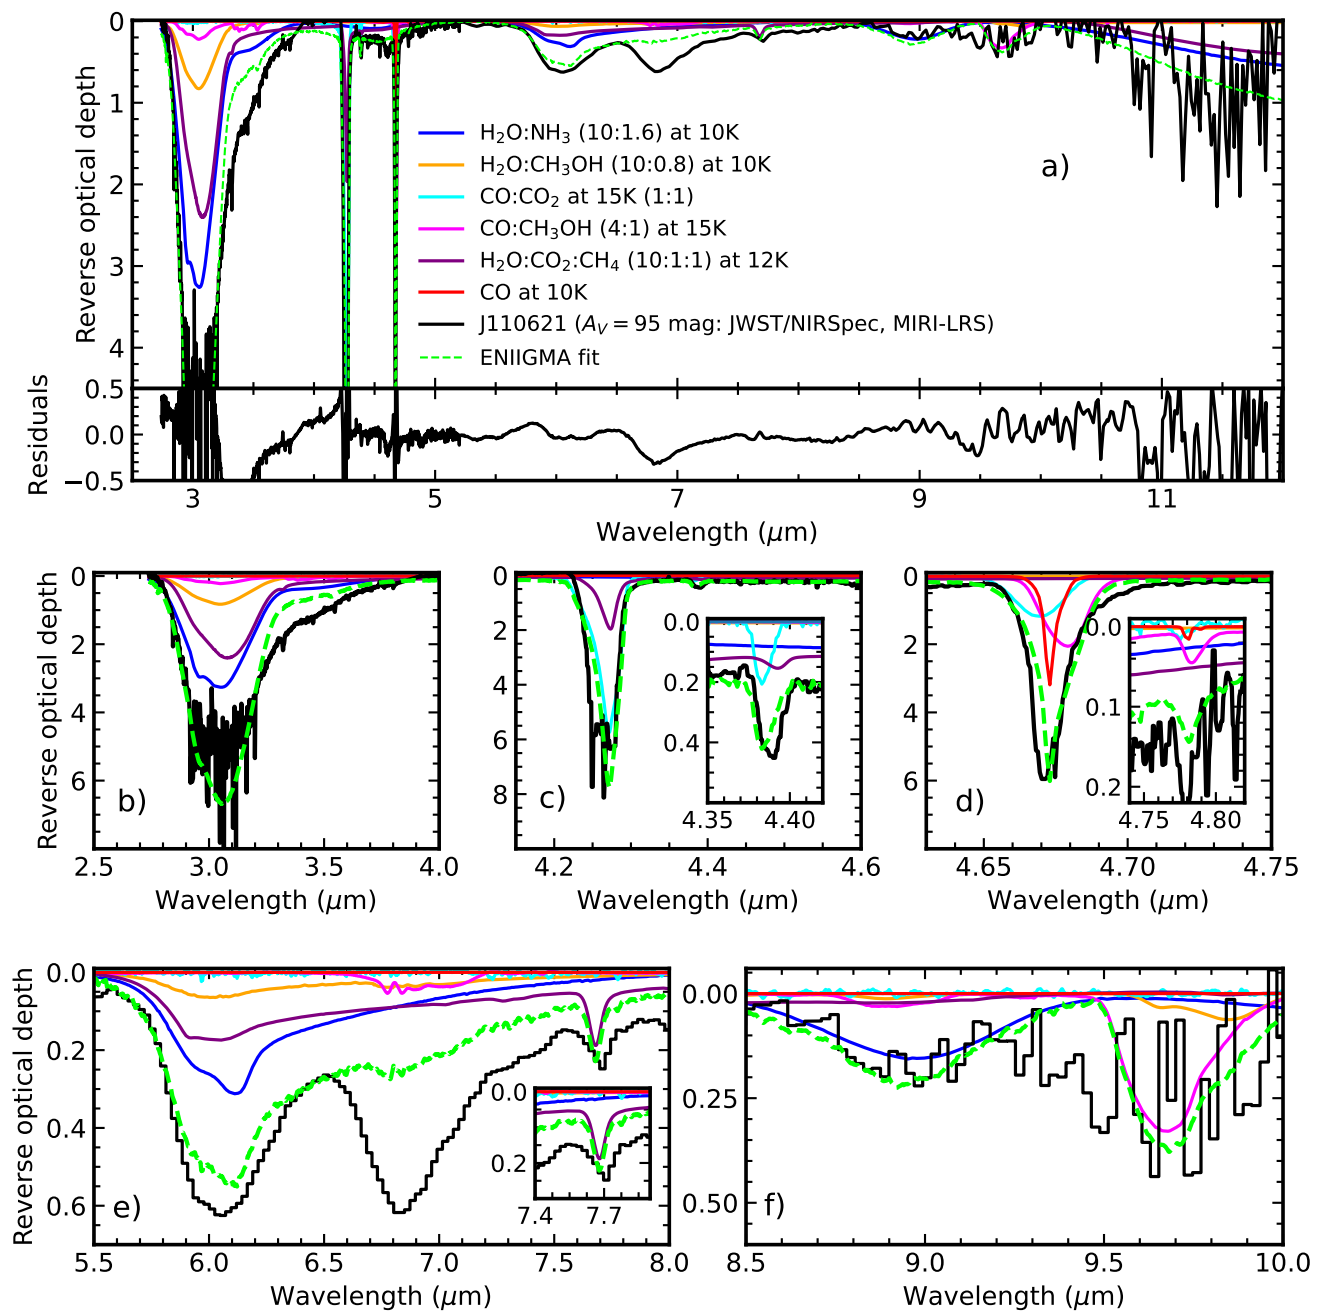 0
1
2
3
4
Reverse optical depth
H₂O:NH₃ (10:1.6) at 10K
H₂O:CH₃OH (10:0.8) at 10K
CO:CO₂ at 15K (1:1)
CO:CH₃OH (4:1) at 15K
H₂O:CO₂:CH₄ (10:1:1) at 12K
CO at 10K
J110621 (A_V = 95 mag: JWST/NIRSpec, MIRI-LRS)
ENIIGMA fit
a)
0.5
0.0
−0.5
Residuals
3 5 7 9 11
Wavelength (μm)
0
2
4
6
Reverse optical depth
b)
2.5 3.0 3.5 4.0
Wavelength (μm)
0
2
4
6
8
c)
0.0
0.2
0.4
4.35 4.40
4.2 4.4 4.6
Wavelength (μm)
0
2
4
6
d)
0.0
0.1
0.2
4.75 4.80
4.65 4.70 4.75
Wavelength (μm)
0.0
0.2
0.4
0.6
Reverse optical depth
e)
0.0
0.2
7.4 7.7
5.5 6.0 6.5 7.0 7.5 8.0
Wavelength (μm)
0.00
0.25
0.50
f)
8.5 9.0 9.5 10.0
Wavelength (μm)